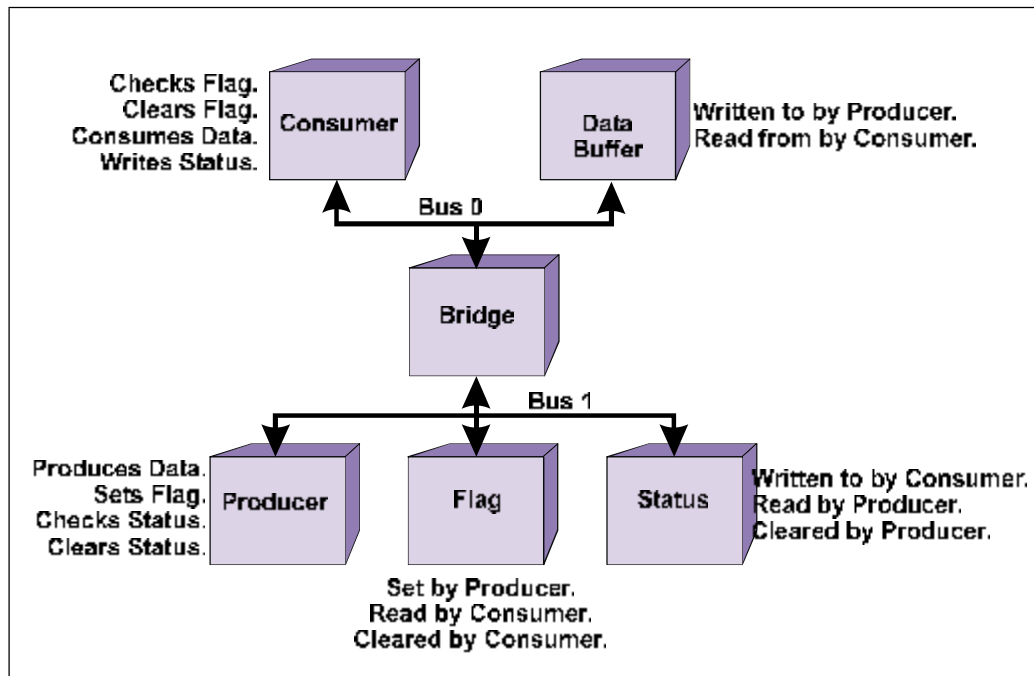 Checks Flag.
Clears Flag.
Consumes Data.
Writes Status.
Consumer
Data
Buffer
Written to by Producer.
Read from by Consumer.
Bus 0
Bridge
Bus 1
Produces Data.
Sets Flag.
Checks Status.
Clears Status.
Producer
Flag
Status
Written to by Consumer.
Read by Producer.
Cleared by Producer.
Set by Producer.
Read by Consumer.
Cleared by Consumer.